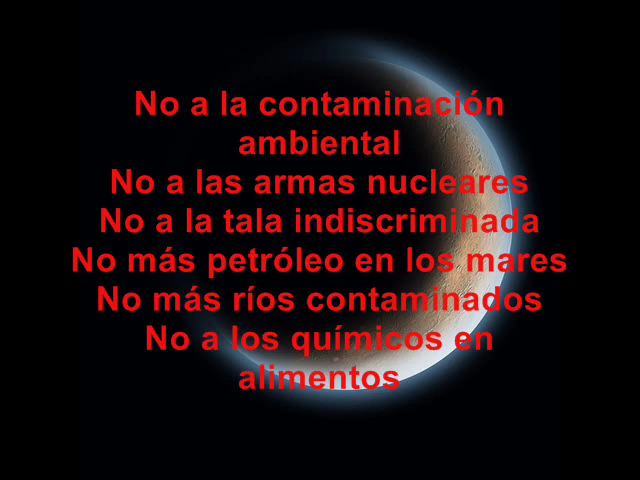 No a la contaminación
ambiental
No a las armas nucleares
No a la tala indiscriminada
No más petróleo en los mares
No más ríos contaminados
No a los químicos en
alimentos